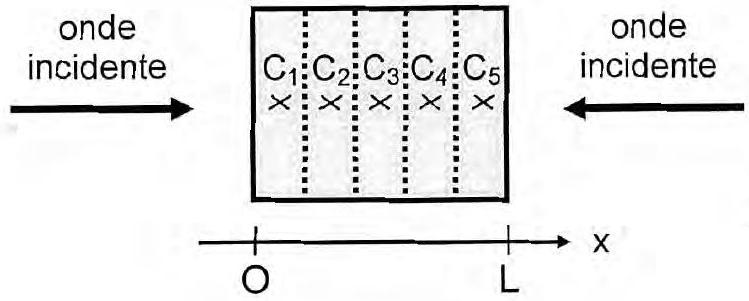 onde
incidente
C₁ C₂ C₃ C₄ C₅
onde
incidente
x
O
L